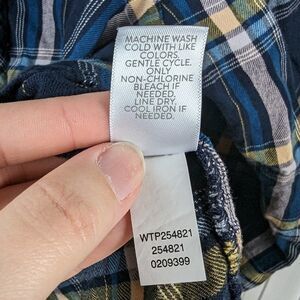 MACHINE WASH
COLD WITH LIKE
COLORS.
GENTLE CYCLE.
ONLY
NON-CHLORINE
BLEACH IF
NEEDED.
LINE DRY.
COOL IRON IF
NEEDED.
WTP254821
254821
0209399